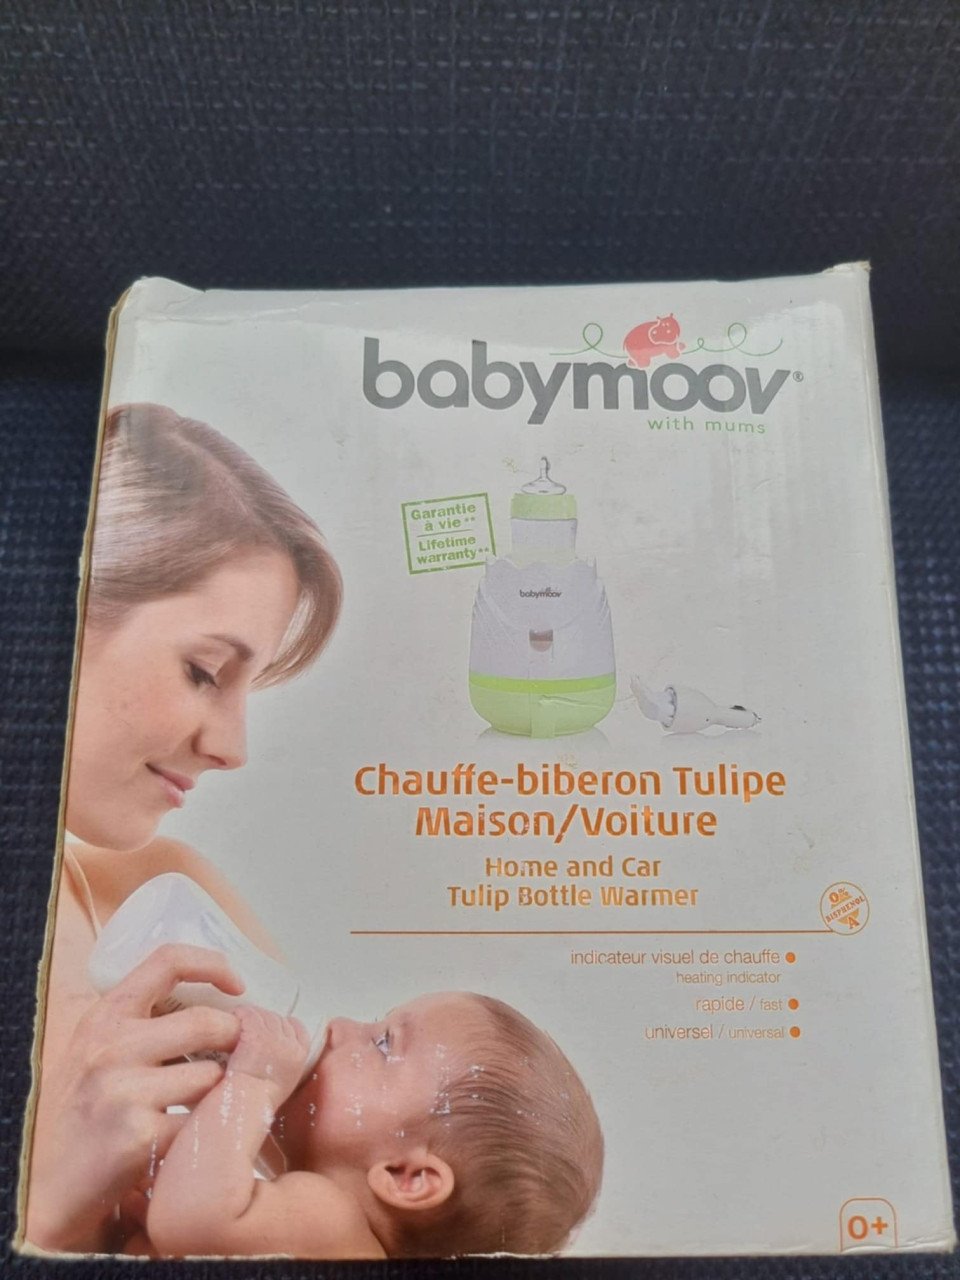 babymoov®
with mums
Garantie
à vie**
Lifetime
warranty**
babymoov
Chauffe-biberon Tulipe
Maison/Voiture
Home and Car
Tulip Bottle Warmer
0%
BISPHENOL
A
indicateur visuel de chauffe
heating indicator
rapide / fast
universel / universal
0+